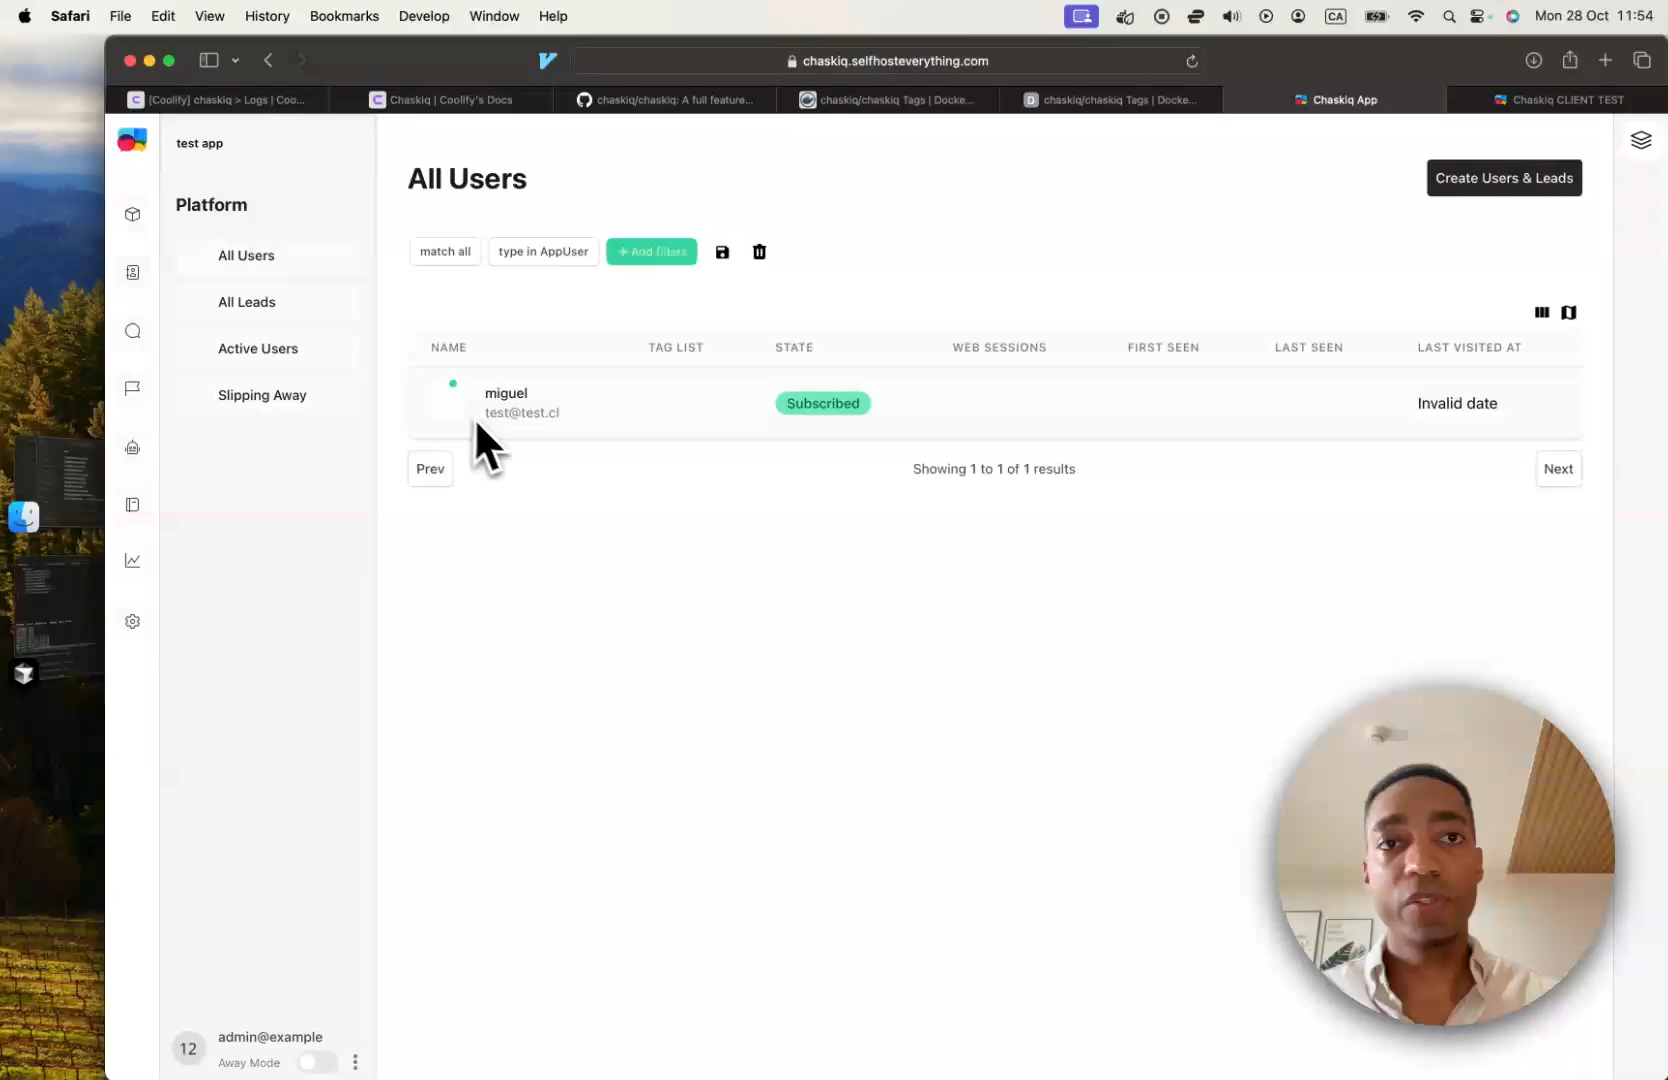 Safari File Edit View History Bookmarks Develop Window Help CA Mon 28 Oct 11:54
chaskiq.selfhosteverything.com
[Coolify] chaskiq > Logs | Coo... Chaskiq | Coolify's Docs chaskiq/chaskiq: A full feature... chaskiq/chaskiq Tags | Docke... chaskiq/chaskiq Tags | Docke... Chaskiq App Chaskiq CLIENT TEST
test app
Platform
All Users
All Leads
Active Users
Slipping Away
All Users
Create Users & Leads
match all type in AppUser + Add filters
NAME TAG LIST STATE WEB SESSIONS FIRST SEEN LAST SEEN LAST VISITED AT
miguel
test@test.cl
Subscribed
Invalid date
Prev Showing 1 to 1 of 1 results Next
12
admin@example
Away Mode